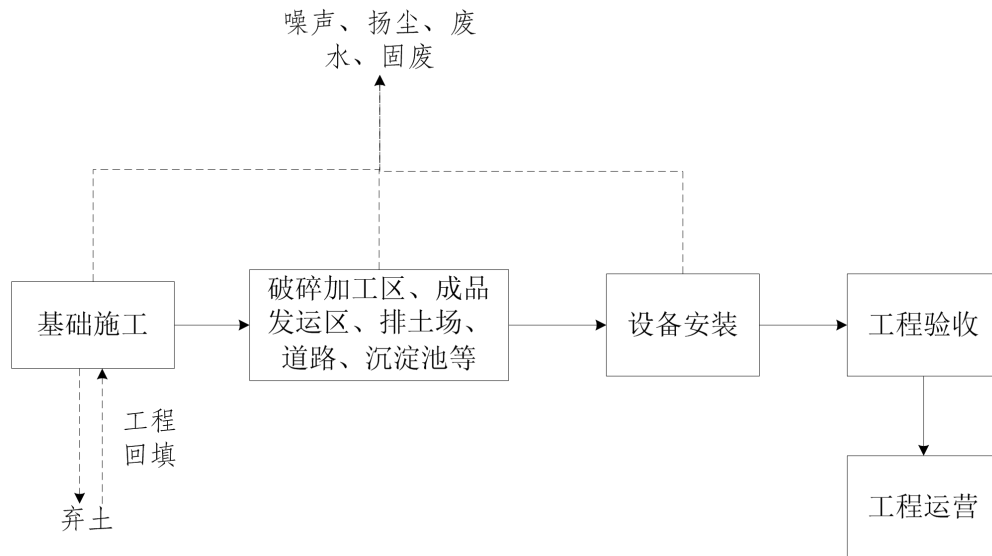 噪声、扬尘、废
水、固废
基础施工
破碎加工区、成品
发运区、排土场、
道路、沉淀池等
设备安装
工程验收
工程
回填
弃土
工程运营